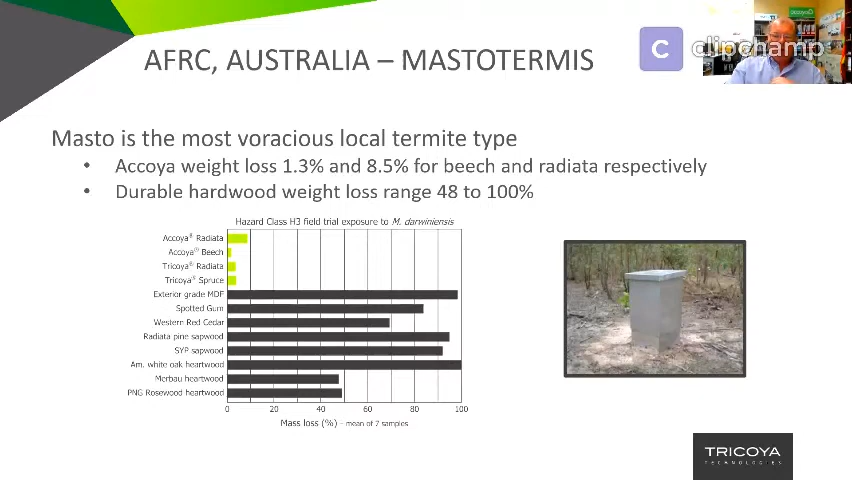 AFRC, AUSTRALIA – MASTOTERMIS
C clipchamp
Masto is the most voracious local termite type
• Accoya weight loss 1.3% and 8.5% for beech and radiata respectively
• Durable hardwood weight loss range 48 to 100%
Hazard Class H3 field trial exposure to M. darwiniensis
Accoya® Radiata
Accoya® Beech
Tricoya® Radiata
Tricoya® Spruce
Exterior grade MDF
Spotted Gum
Western Red Cedar
Radiata pine sapwood
SYP sapwood
Am. white oak heartwood
Merbau heartwood
PNG Rosewood heartwood
0 20 40 60 80 100
Mass loss (%) – mean of 7 samples
TRICOYA
TECHNOLOGIES